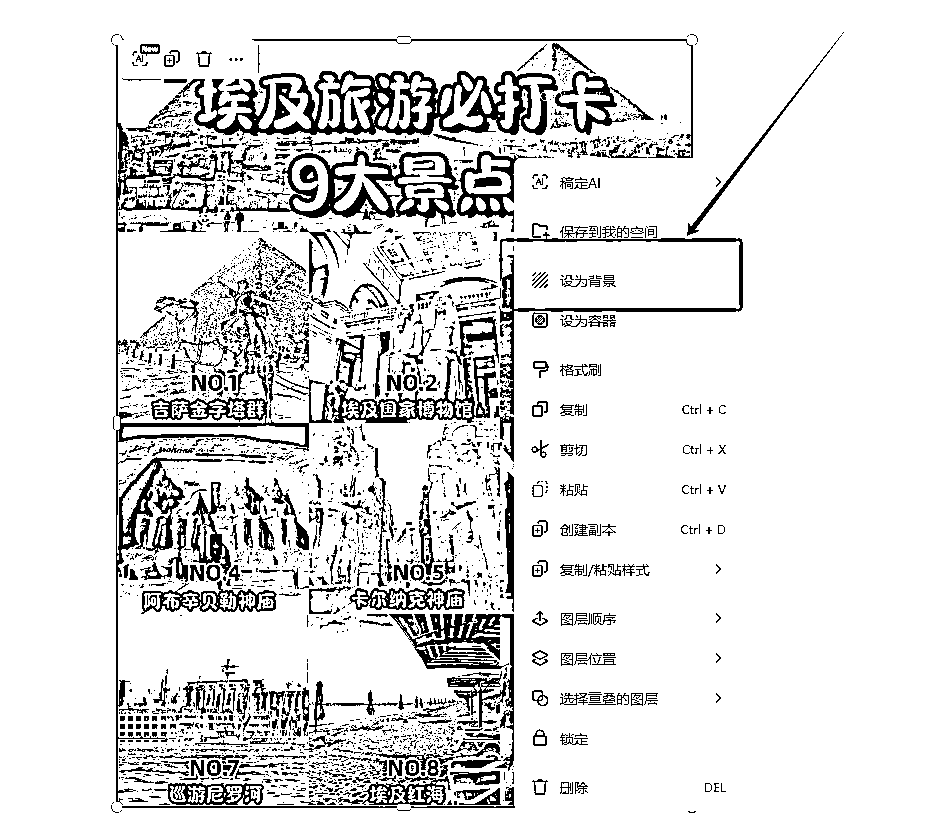 AI New
埃及旅游必打卡
9大景点
NO.1
吉萨金字塔群
NO.2
埃及国家博物馆
NO.4
阿布辛贝勒神庙
NO.5
卡尔纳克神庙
NO.7
巡游尼罗河
NO.8
埃及红海
AI 稿定AI
保存到我的空间
设为背景
设为容器
格式刷
复制 Ctrl + C
剪切 Ctrl + X
粘贴 Ctrl + V
创建副本 Ctrl + D
复制/粘贴样式
图层顺序
图层位置
选择重叠的图层
锁定
删除 DEL